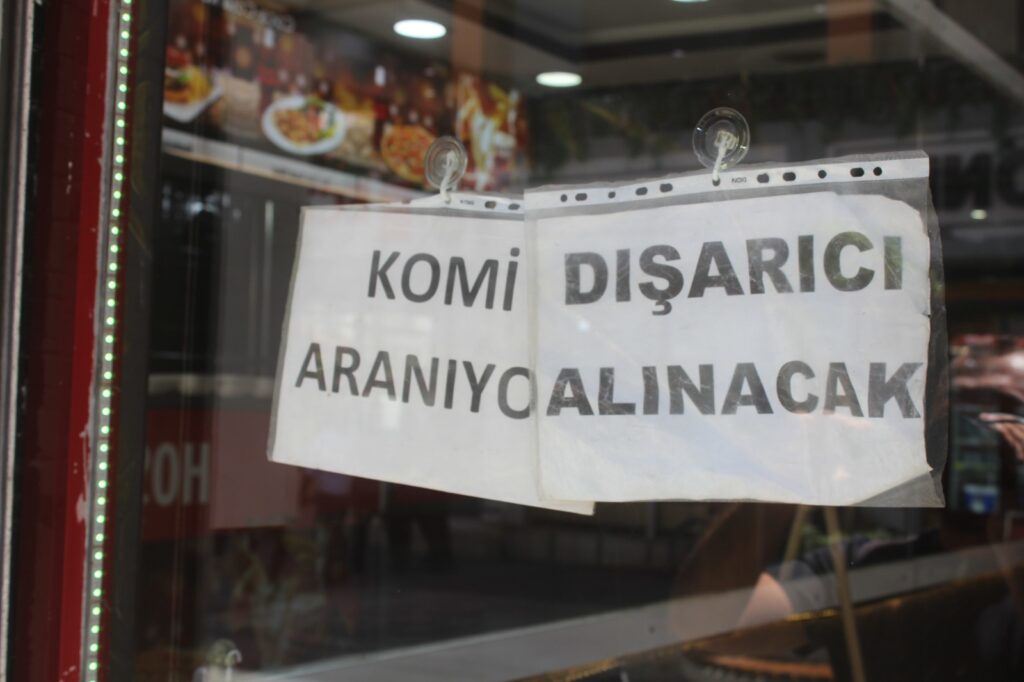 KOMİ
ARANIYO
DIŞARICI
ALINACAK